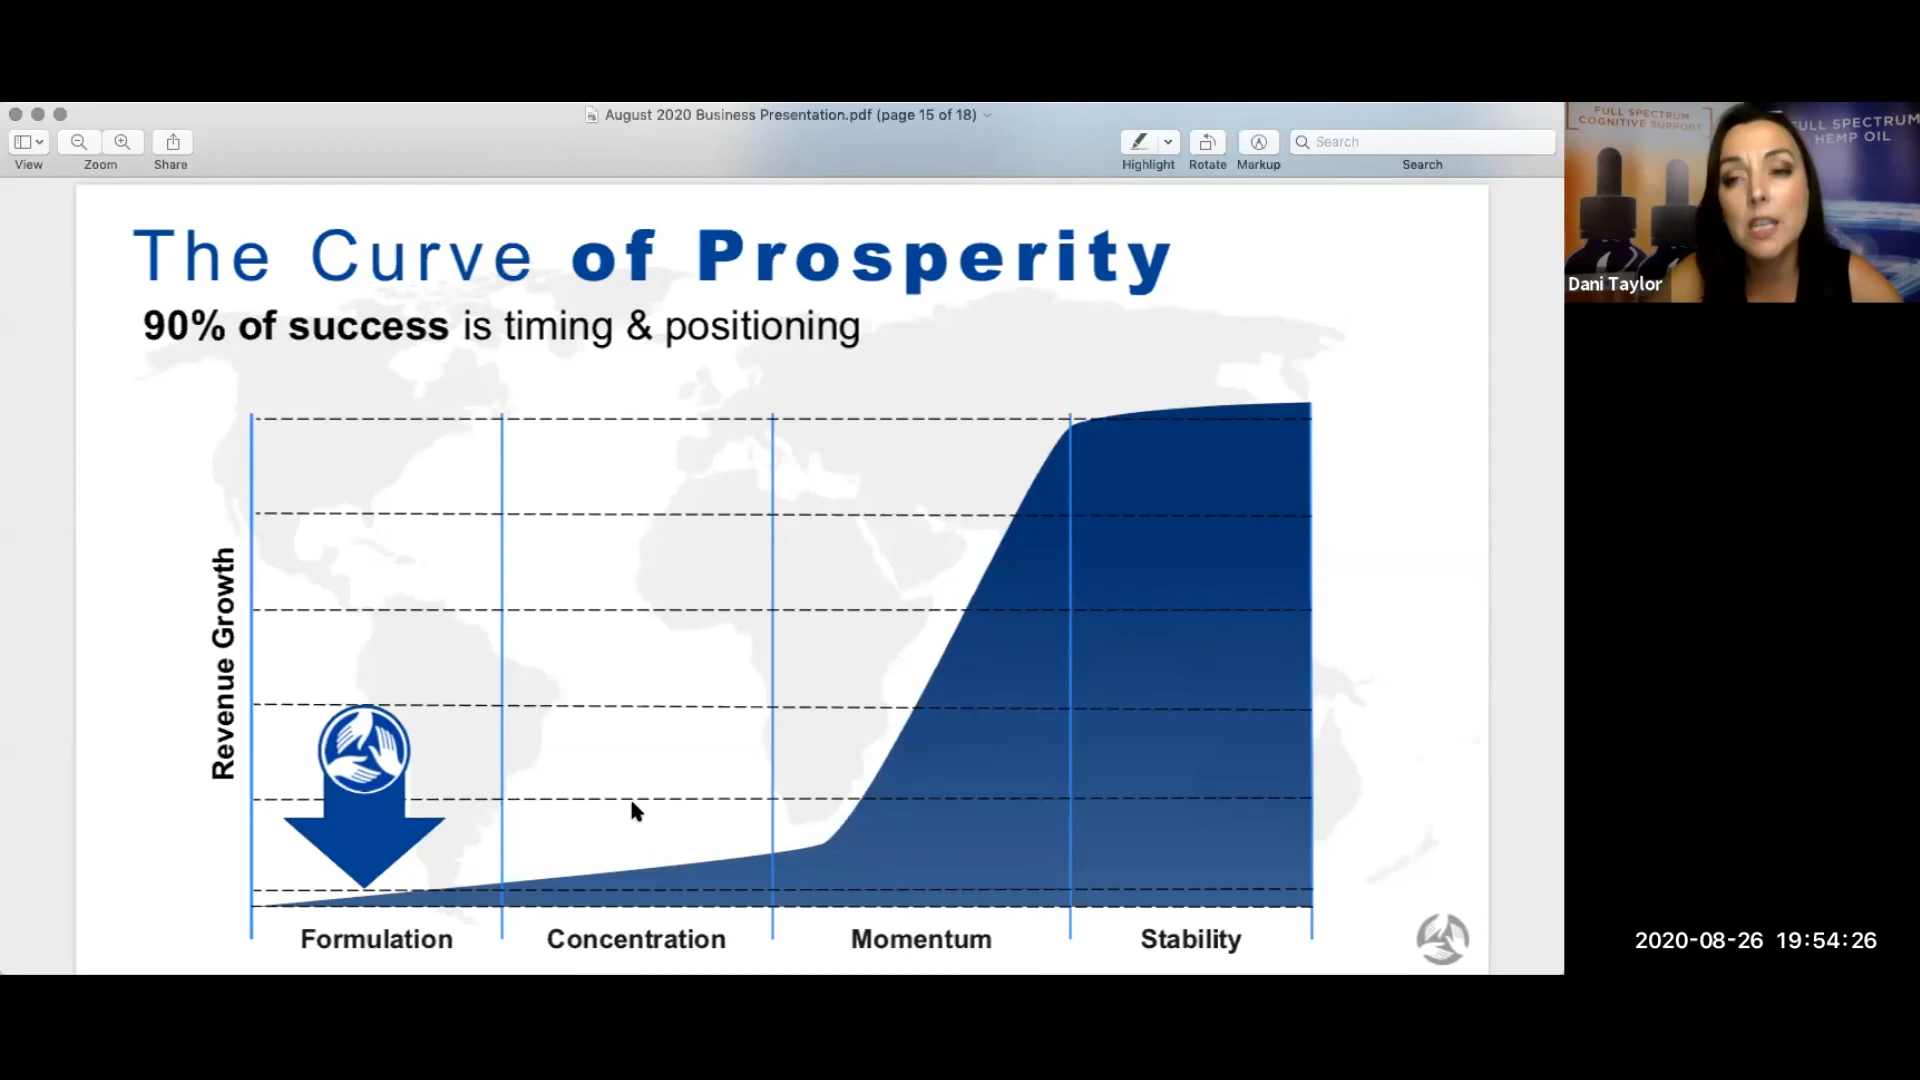 August 2020 Business Presentation.pdf (page 15 of 18)
View
Zoom
Share
Highlight
Rotate
Markup
Search
Search
The Curve of Prosperity
90% of success is timing & positioning
Revenue Growth
Formulation
Concentration
Momentum
Stability
FULL SPECTRUM
COGNITIVE SUPPORT
FULL SPECTRUM
HEMP OIL
Dani Taylor
2020-08-26 19:54:26